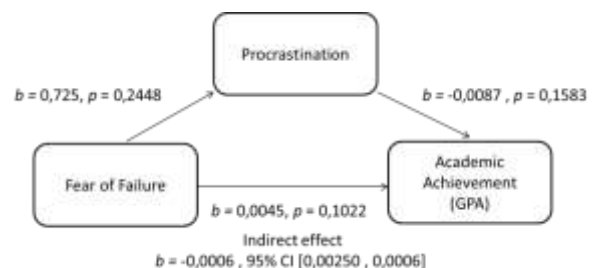 Procrastination
b = 0,725, p = 0,2448
b = -0,0087 , p = 0,1583
Fear of Failure
Academic
Achievement
(GPA)
b = 0,0045, p = 0,1022
Indirect effect
b = -0,0006 , 95% CI [0,00250 , 0,0006]